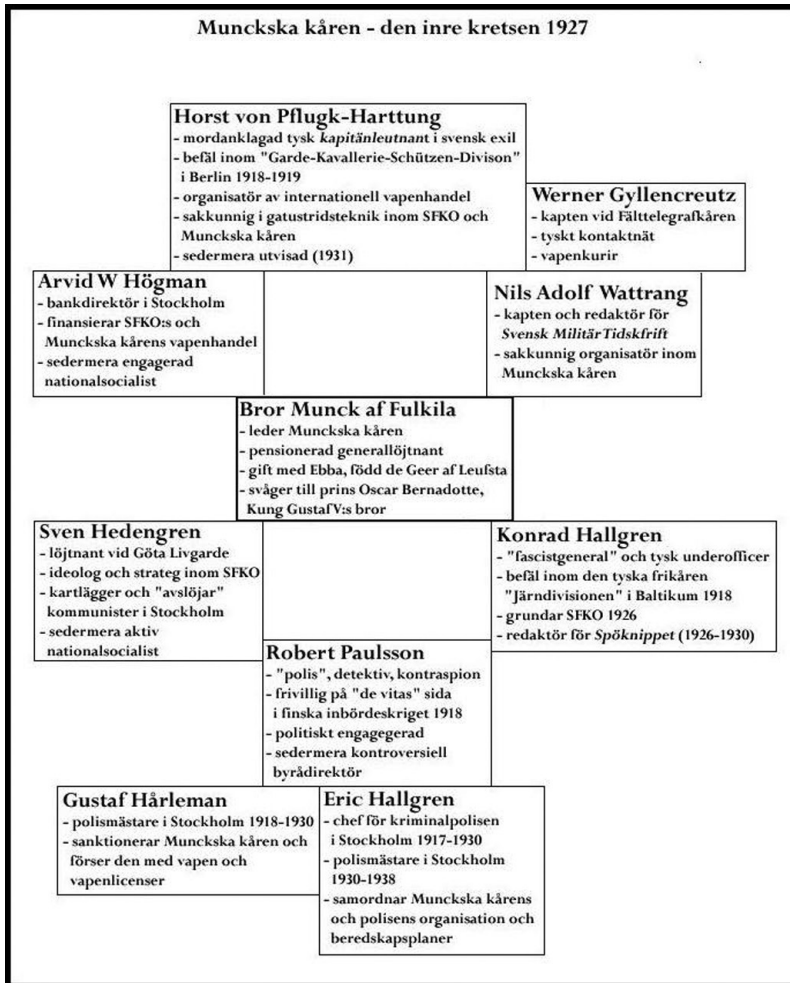 Munckska kåren - den inre kretsen 1927
Horst von Pflugk-Harttung
- mordanklagad tysk kapitänleutnant i svensk exil
- befäl inom "Garde-Kavallerie-Schützen-Divison"
i Berlin 1918-1919
- organisatör av internationell vapenhandel
- sakkunnig i gatustridsteknik inom SFKO och
Munckska kåren
- sedermera utvisad (1931)
Werner Gyllencreutz
- kapten vid Fälttelegrafkåren
- tyskt kontaktnät
- vapenkurir
Arvid W Högman
- bankdirektör i Stockholm
- finansierar SFKO:s och
Munckska kårens vapenhandel
- sedermera engagerad
nationalsocialist
Nils Adolf Wattrang
- kapten och redaktör för
Svensk Militär Tidskfrift
- sakkunnig organisatör inom
Munckska kåren
Bror Munck af Fulkila
- leder Munckska kåren
- pensionerad generallöjtnant
- gift med Ebba, född de Geer af Leufsta
- svåger till prins Oscar Bernadotte,
Kung Gustaf V:s bror
Sven Hedengren
- löjtnant vid Göta Livgarde
- ideolog och strateg inom SFKO
- kartlägger och "avslöjar"
kommunister i Stockholm
- sedermera aktiv
nationalsocialist
Konrad Hallgren
- "fascistgeneral" och tysk underofficer
- befäl inom den tyska frikåren
"Järndivisionen" i Baltikum 1918
- grundar SFKO 1926
- redaktör för Spöknippet (1926-1930)
Robert Paulsson
- "polis", detektiv, kontraspion
- frivillig på "de vitas" sida
i finska inbördeskriget 1918
- politiskt engagegerad
- sedermera kontroversiell
byrådirektör
Gustaf Hårleman
- polismästare i Stockholm 1918-1930
- sanktionerar Munckska kåren och
förser den med vapen och
vapenlicenser
Eric Hallgren
- chef för kriminalpolisen
i Stockholm 1917-1930
- polismästare i Stockholm
1930-1938
- samordnar Munckska kårens
och polisens organisation och
beredskapsplaner